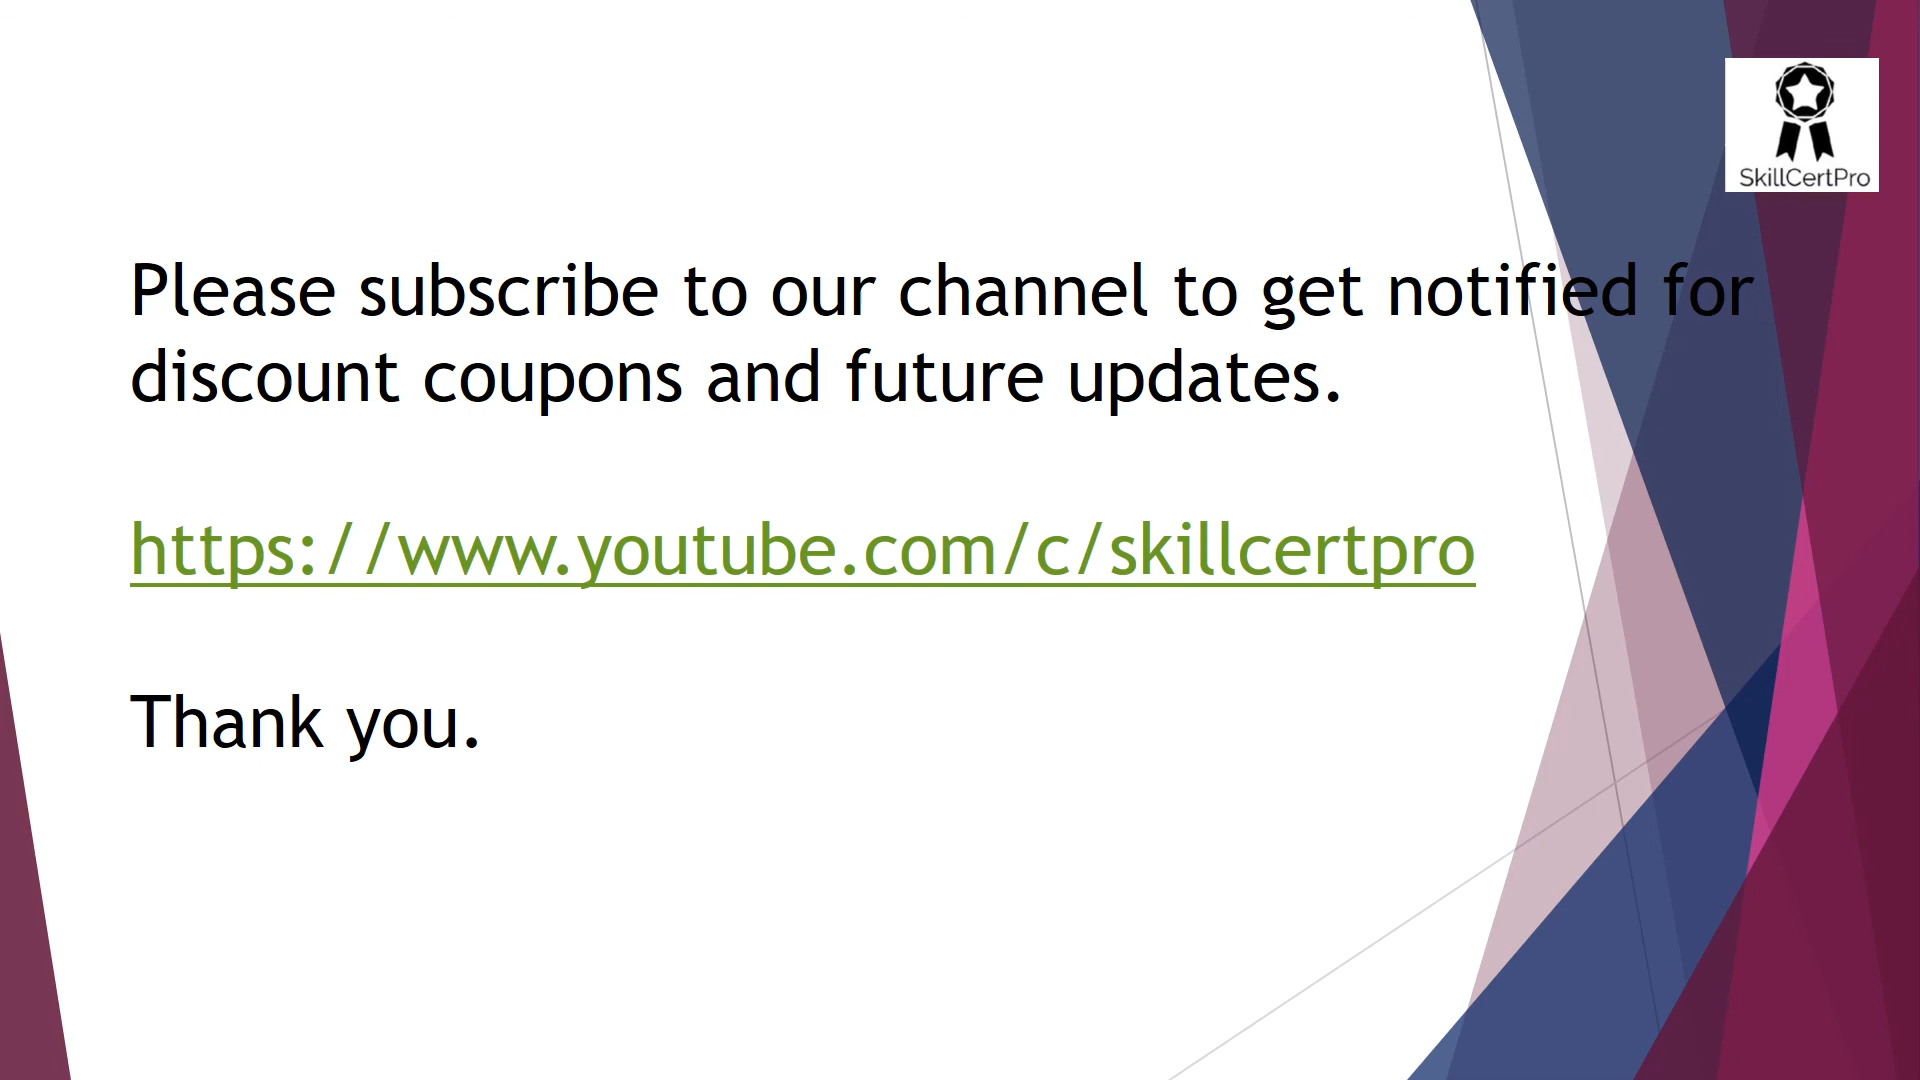 SkillCertPro
Please subscribe to our channel to get notified for
discount coupons and future updates.
https://www.youtube.com/c/skillcertpro
Thank you.